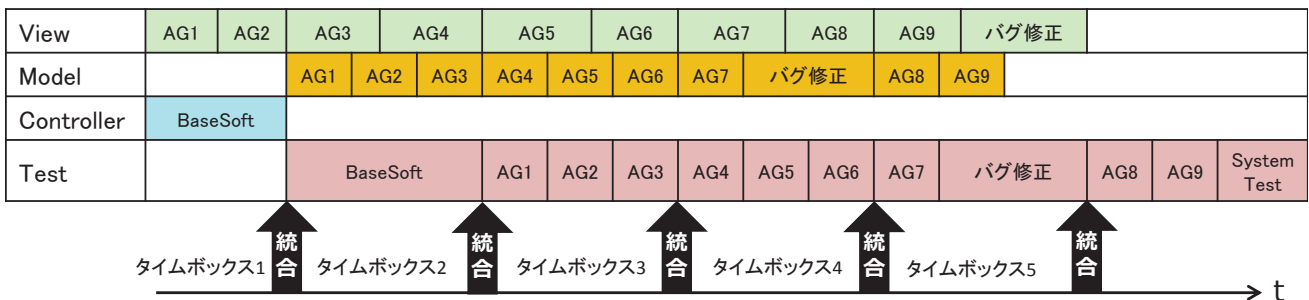 View AG1 AG2 AG3 AG4 AG5 AG6 AG7 AG8 AG9 バグ修正
Model AG1 AG2 AG3 AG4 AG5 AG6 AG7 バグ修正 AG8 AG9
Controller BaseSoft
Test BaseSoft AG1 AG2 AG3 AG4 AG5 AG6 AG7 バグ修正 AG8 AG9 System Test
タイムボックス1 統合 タイムボックス2 統合 タイムボックス3 統合 タイムボックス4 統合 タイムボックス5 統合
t